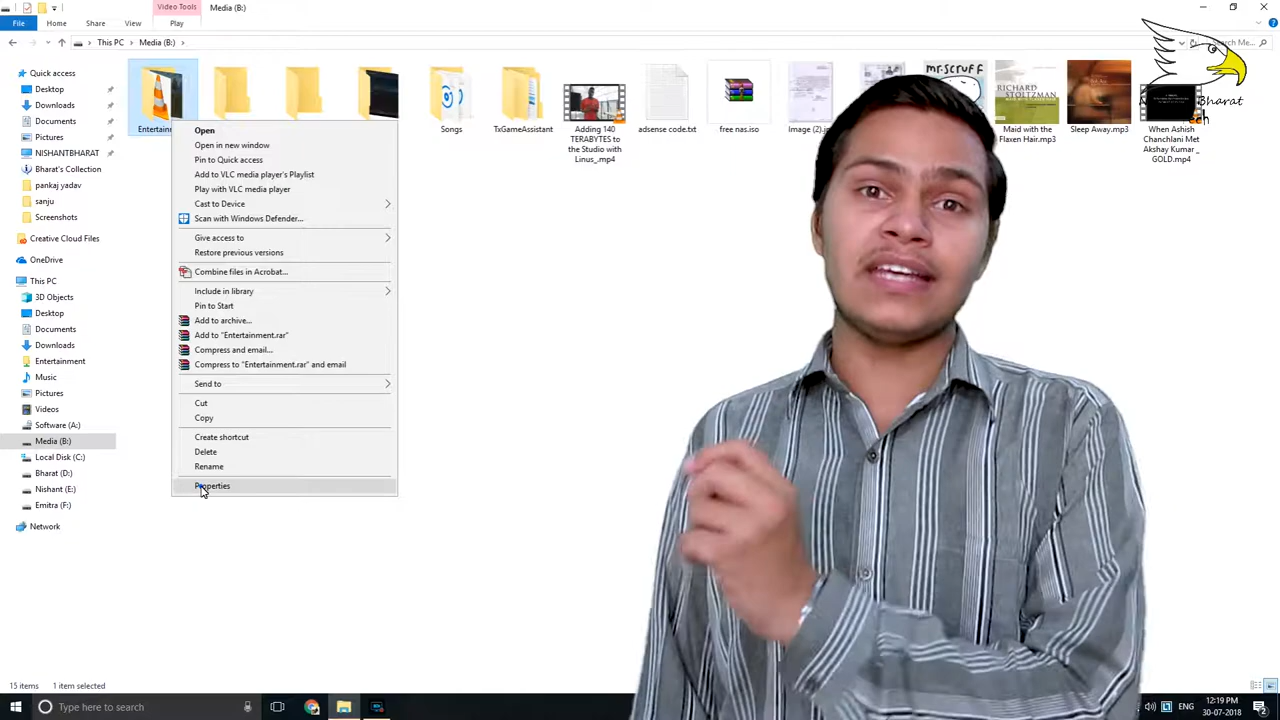 Video Tools
Media (B:)
File
Home
Share
View
Play
This PC
Media (B:)
Me...
Quick access
Desktop
Downloads
Documents
Pictures
NISHANTBHARAT
Bharat's Collection
pankaj yadav
sanju
Screenshots
Creative Cloud Files
OneDrive
This PC
3D Objects
Desktop
Documents
Downloads
Entertainment
Music
Pictures
Videos
Software (A:)
Media (B:)
Local Disk (C:)
Bharat (D:)
Nishant (E:)
Emitra (F:)
Network
Songs
TxGameAssistant
Adding 140
TERABYTES to
the Studio with
Linus_.mp4
adsense code.txt
free nas.iso
MR.SCRUFF
RICHARD
STOLTZMAN
Maid with the
Flaxen Hair.mp3
Sleep Away.mp3
When Ashish
Chanchlani Met
Akshay Kumar _
GOLD.mp4
Open
Open in new window
Pin to Quick access
Add to VLC media player's Playlist
Play with VLC media player
Cast to Device
Scan with Windows Defender...
Give access to
Restore previous versions
Combine files in Acrobat...
Include in library
Pin to Start
Add to archive...
Add to "Entertainment.rar"
Compress and email...
Compress to "Entertainment.rar" and email
Send to
Cut
Copy
Create shortcut
Delete
Rename
Properties
15 items
1 item selected
Type here to search
ENG
12:19 PM
30-07-2018
2